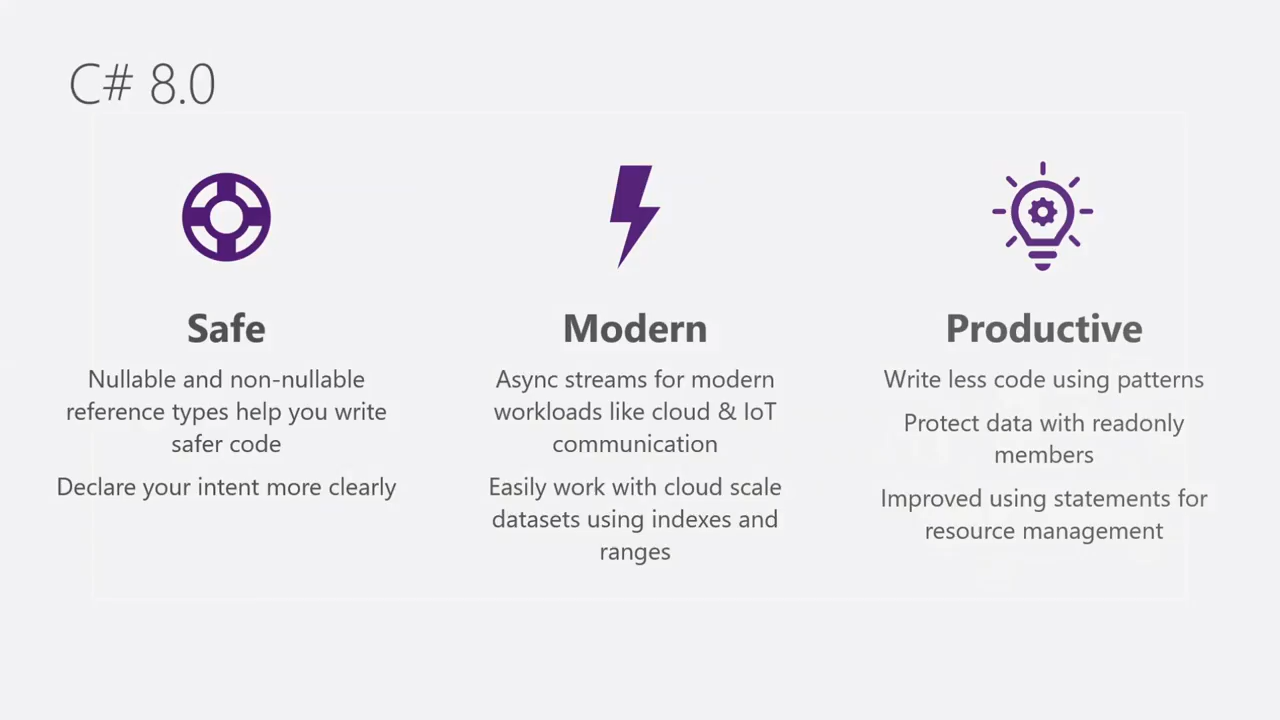 C# 8.0
Safe
Nullable and non-nullable
reference types help you write
safer code
Declare your intent more clearly
Modern
Async streams for modern
workloads like cloud & IoT
communication
Easily work with cloud scale
datasets using indexes and
ranges
Productive
Write less code using patterns
Protect data with readonly
members
Improved using statements for
resource management